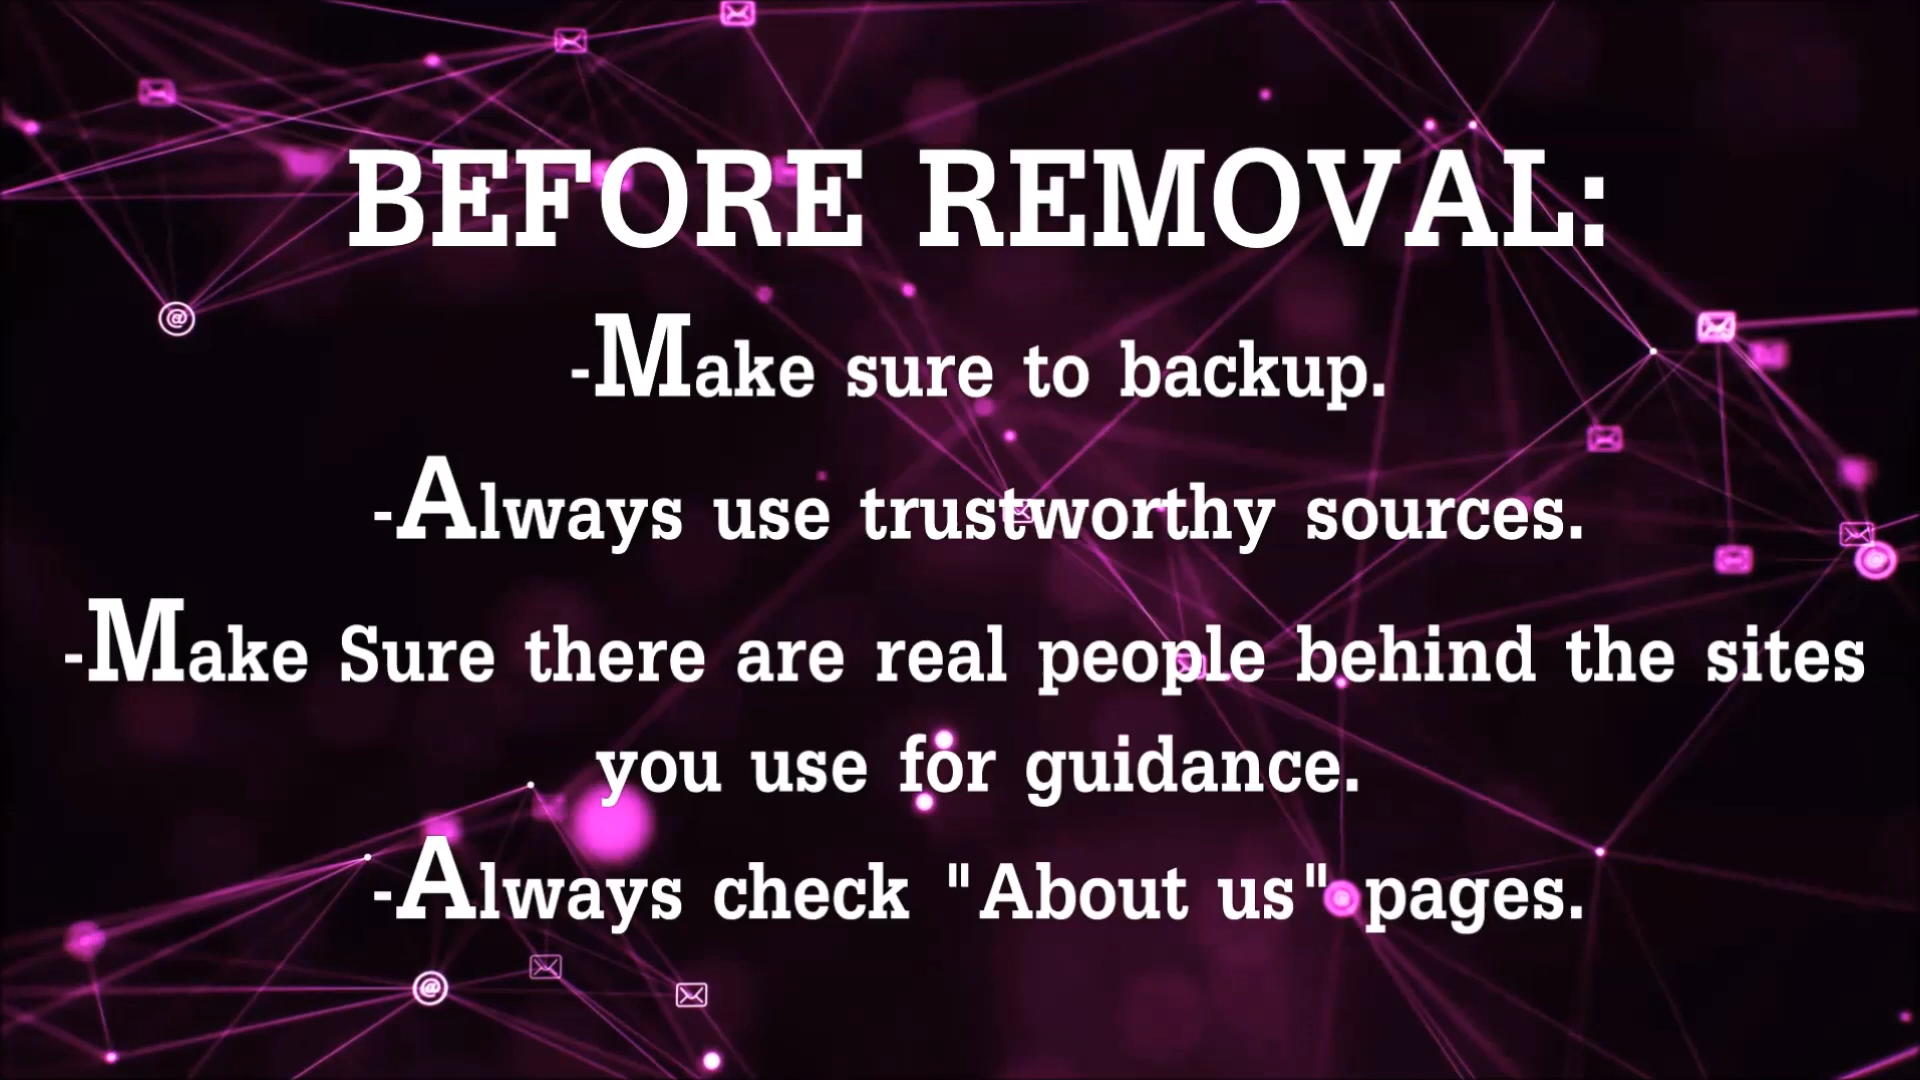 BEFORE REMOVAL:
-Make sure to backup.
-Always use trustworthy sources.
-Make Sure there are real people behind the sites
you use for guidance.
-Always check "About us" pages.